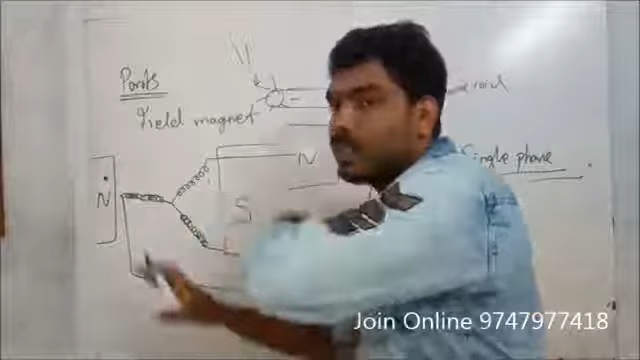 Parts
Field magnet
N
N
S
Single phase
Join Online 9747977418